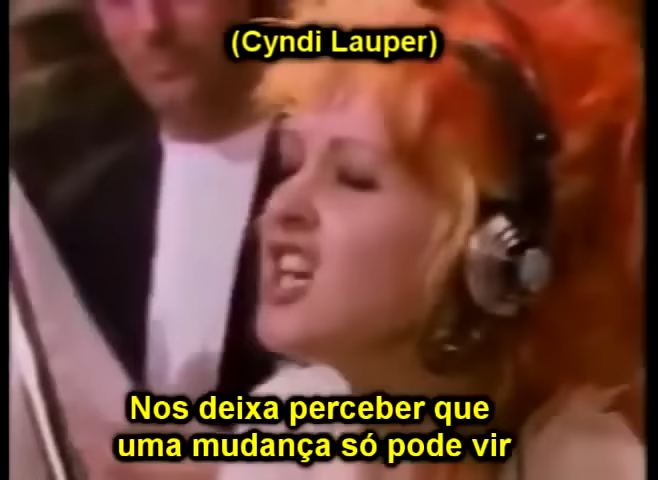 (Cyndi Lauper)
Nos deixa perceber que
uma mudança só pode vir